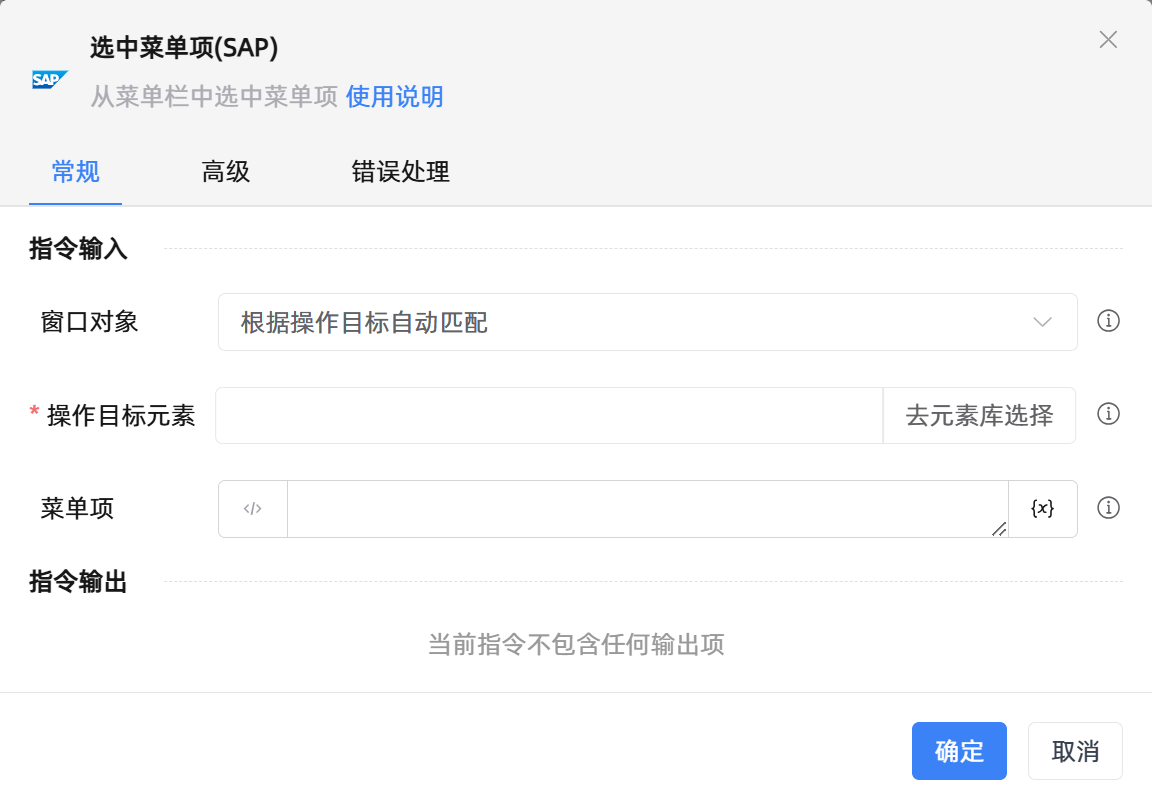 选中菜单项(SAP)
SAP
从菜单栏中选中菜单项 使用说明
常规 高级 错误处理
指令输入
窗口对象 根据操作目标自动匹配
* 操作目标元素 去元素库选择
菜单项 </> {x}
指令输出
当前指令不包含任何输出项
确定 取消